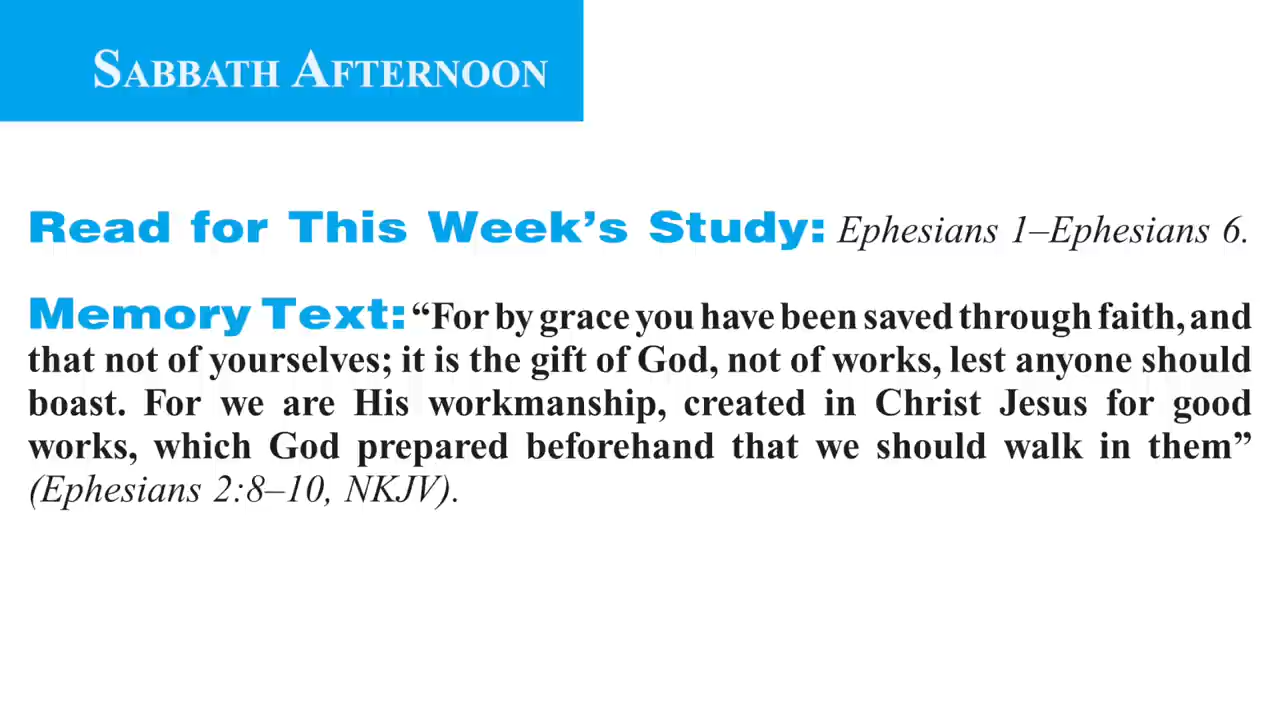 SABBATH AFTERNOON
Read for This Week’s Study: Ephesians 1–Ephesians 6.
Memory Text: “For by grace you have been saved through faith, and
that not of yourselves; it is the gift of God, not of works, lest anyone should
boast. For we are His workmanship, created in Christ Jesus for good
works, which God prepared beforehand that we should walk in them”
(Ephesians 2:8–10, NKJV).